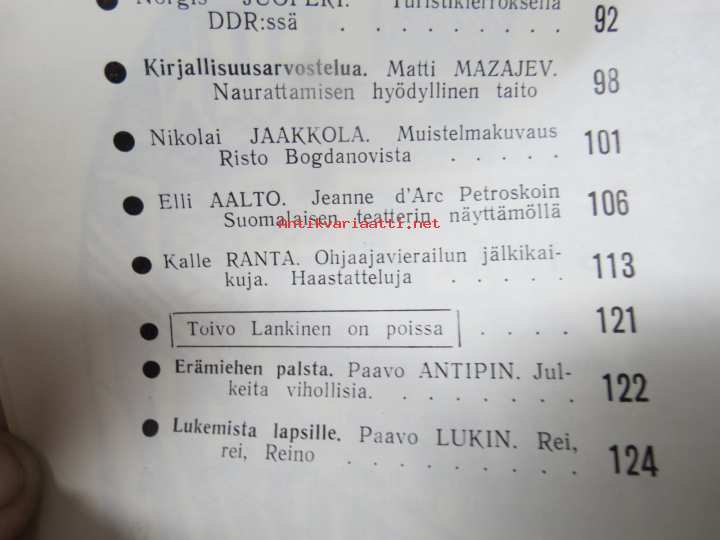 DDR:ssä . . . . . . . . 92
Kirjallisuusarvostelua. Matti MAZAJEV.
Naurattamisen hyödyllinen taito 98
Nikolai JAAKKOLA. Muistelmakuvaus
Risto Bogdanovista . . . . . 101
Elli AALTO. Jeanne d'Arc Petroskoin
Suomalaisen teatterin näyttämöllä 106
Antikvariaatti.net
Kalle RANTA. Ohjaajavierailun jälkikai-
kuja. Haastatteluja . . . . . 113
Toivo Lankinen on poissa . . . . 121
Erämiehen palsta. Paavo ANTIPIN. Jul-
keita vihollisia. . . . . . . . 122
Lukemista lapsille. Paavo LUKIN. Rei,
rei, Reino . . . . . . . . . 124